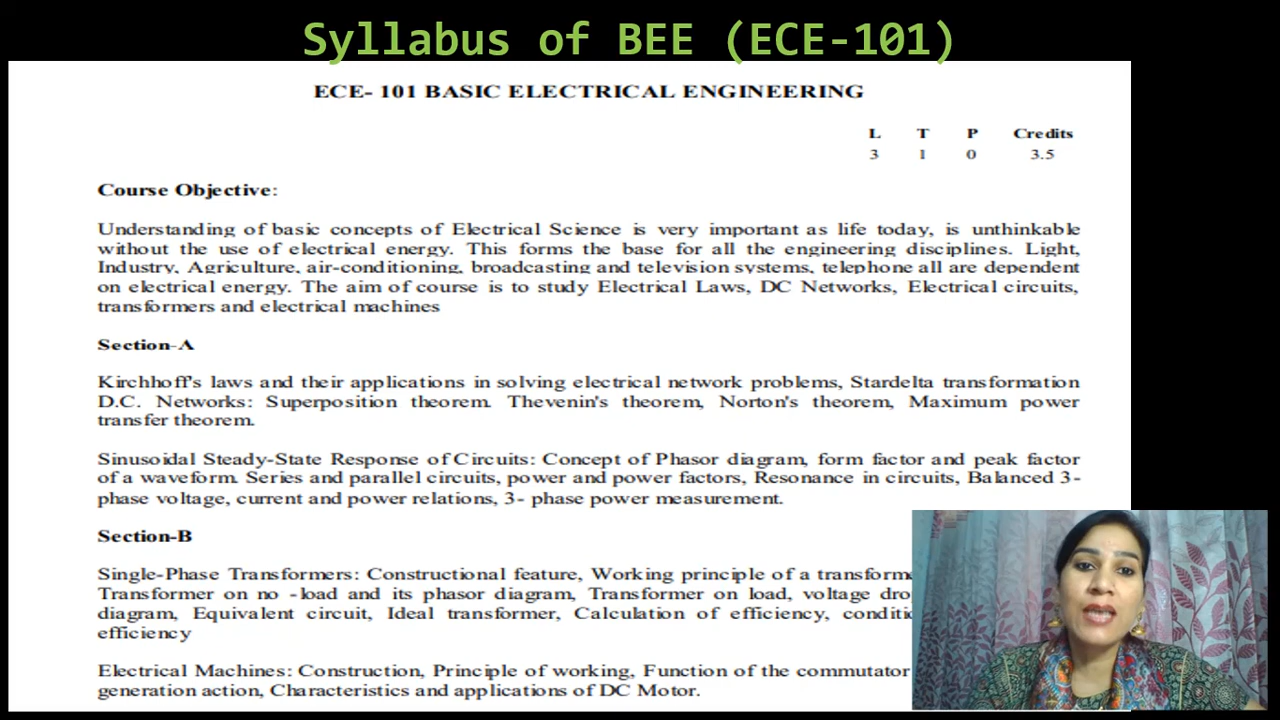 Syllabus of BEE (ECE-101)
ECE- 101 BASIC ELECTRICAL ENGINEERING
L T P Credits
3 1 0 3.5
Course Objective:
Understanding of basic concepts of Electrical Science is very important as life today, is unthinkable
without the use of electrical energy. This forms the base for all the engineering disciplines. Light,
Industry, Agriculture, air-conditioning, broadcasting and television systems, telephone all are dependent
on electrical energy. The aim of course is to study Electrical Laws, DC Networks, Electrical circuits,
transformers and electrical machines
Section-A
Kirchhoff's laws and their applications in solving electrical network problems, Stardelta transformation
D.C. Networks: Superposition theorem. Thevenin's theorem, Norton's theorem, Maximum power
transfer theorem.
Sinusoidal Steady-State Response of Circuits: Concept of Phasor diagram, form factor and peak factor
of a waveform. Series and parallel circuits, power and power factors, Resonance in circuits, Balanced 3-
phase voltage, current and power relations, 3- phase power measurement.
Section-B
Single-Phase Transformers: Constructional feature, Working principle of a
Transformer on no -load and its phasor diagram, Transformer on load, voltage
diagram, Equivalent circuit, Ideal transformer, Calculation of efficiency,
efficiency
Electrical Machines: Construction, Principle of working, Function of the commutator
generation action, Characteristics and applications of DC Motor.